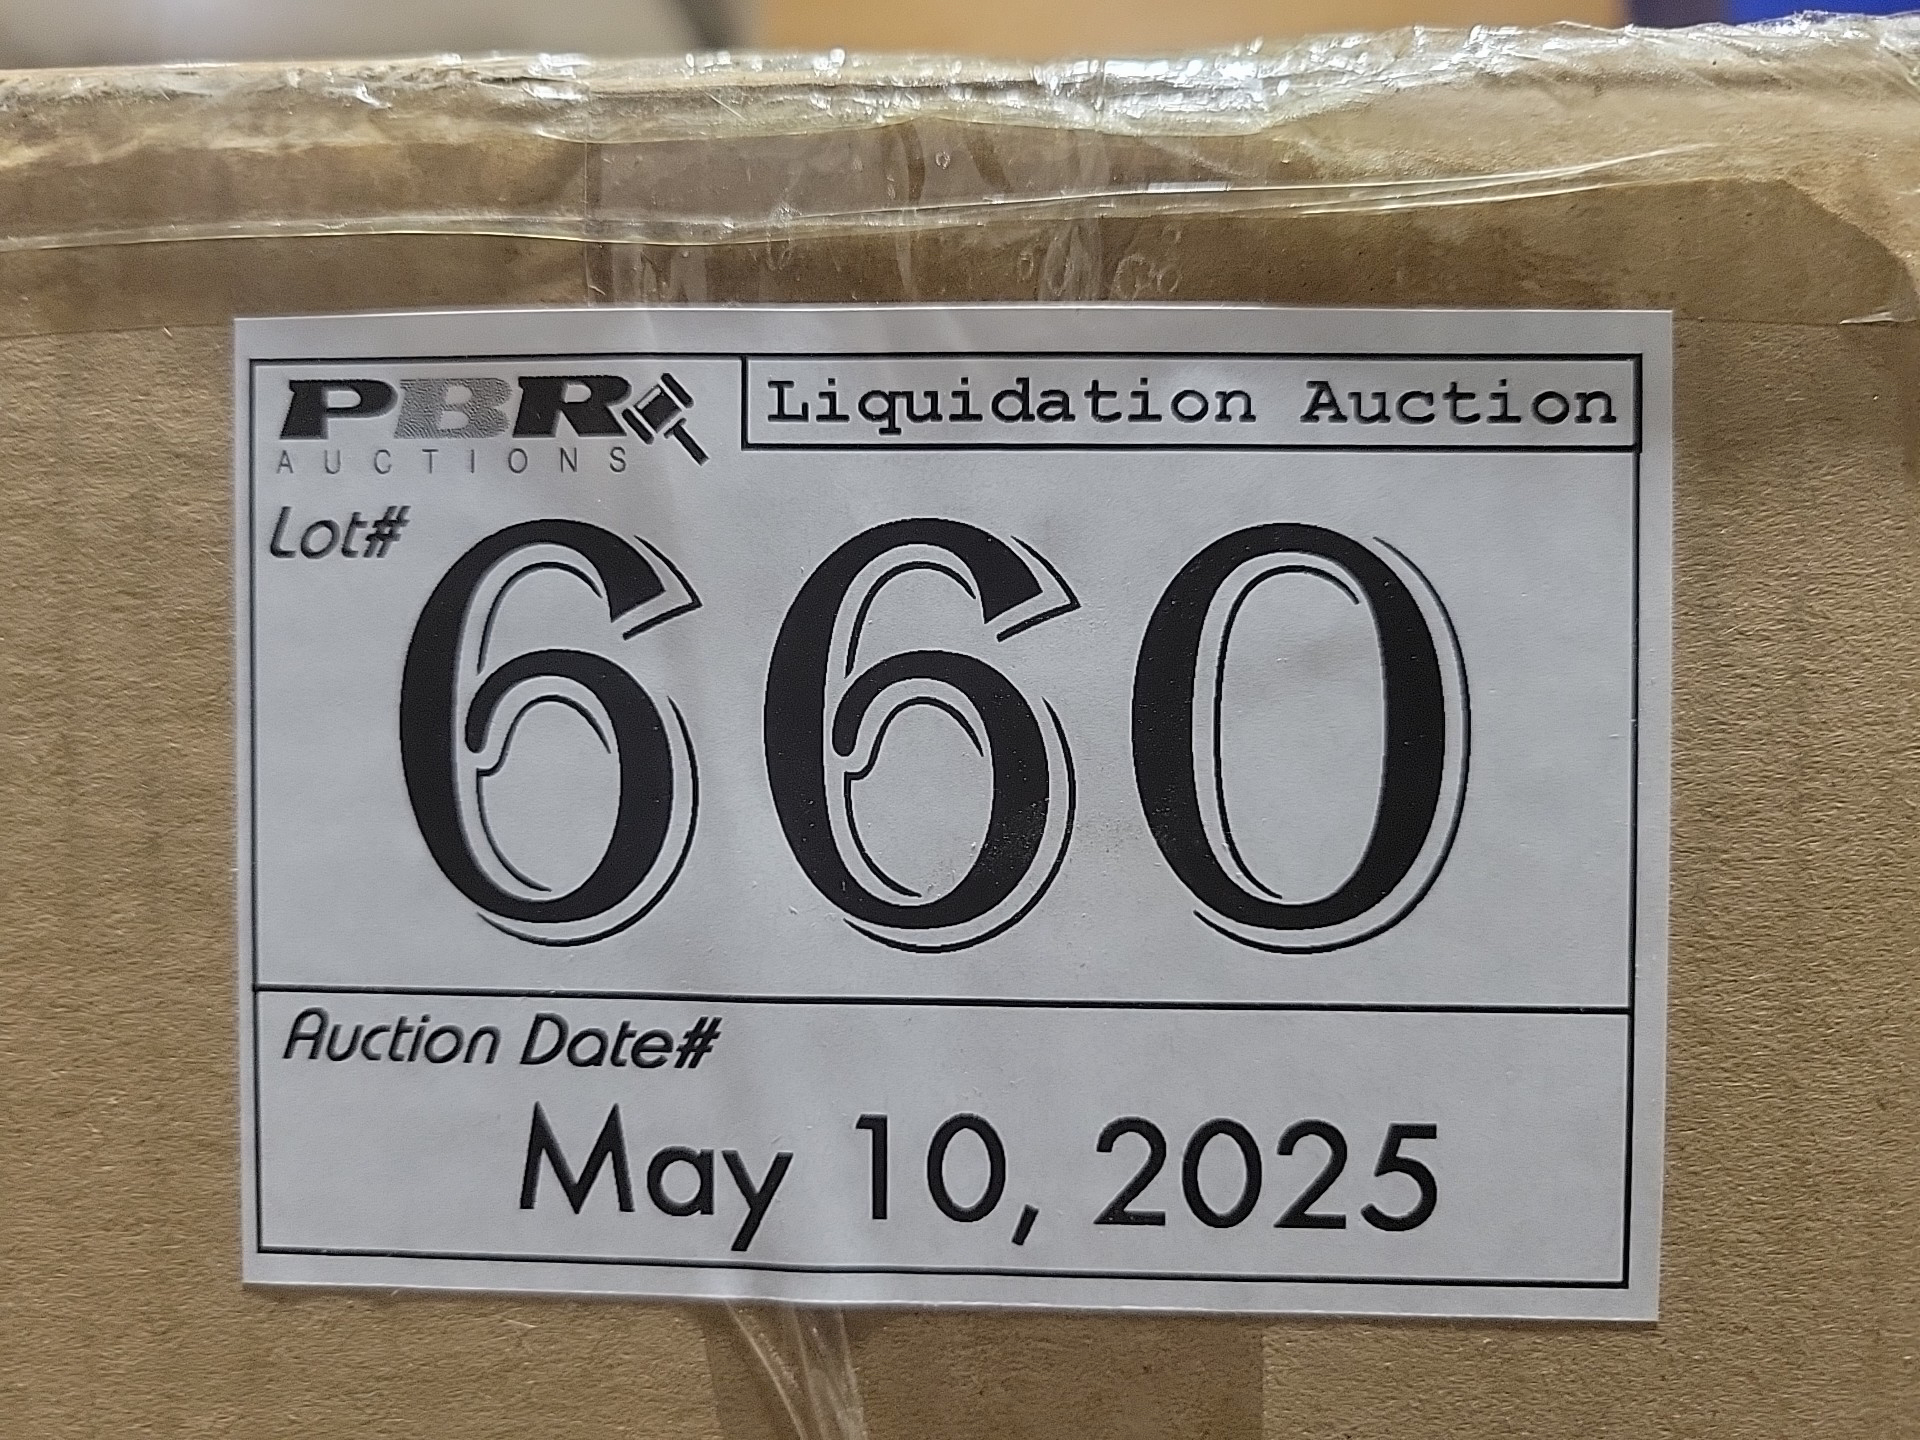 PBR
AUCTIONS
Liquidation Auction
Lot#
660
Auction Date#
May 10, 2025